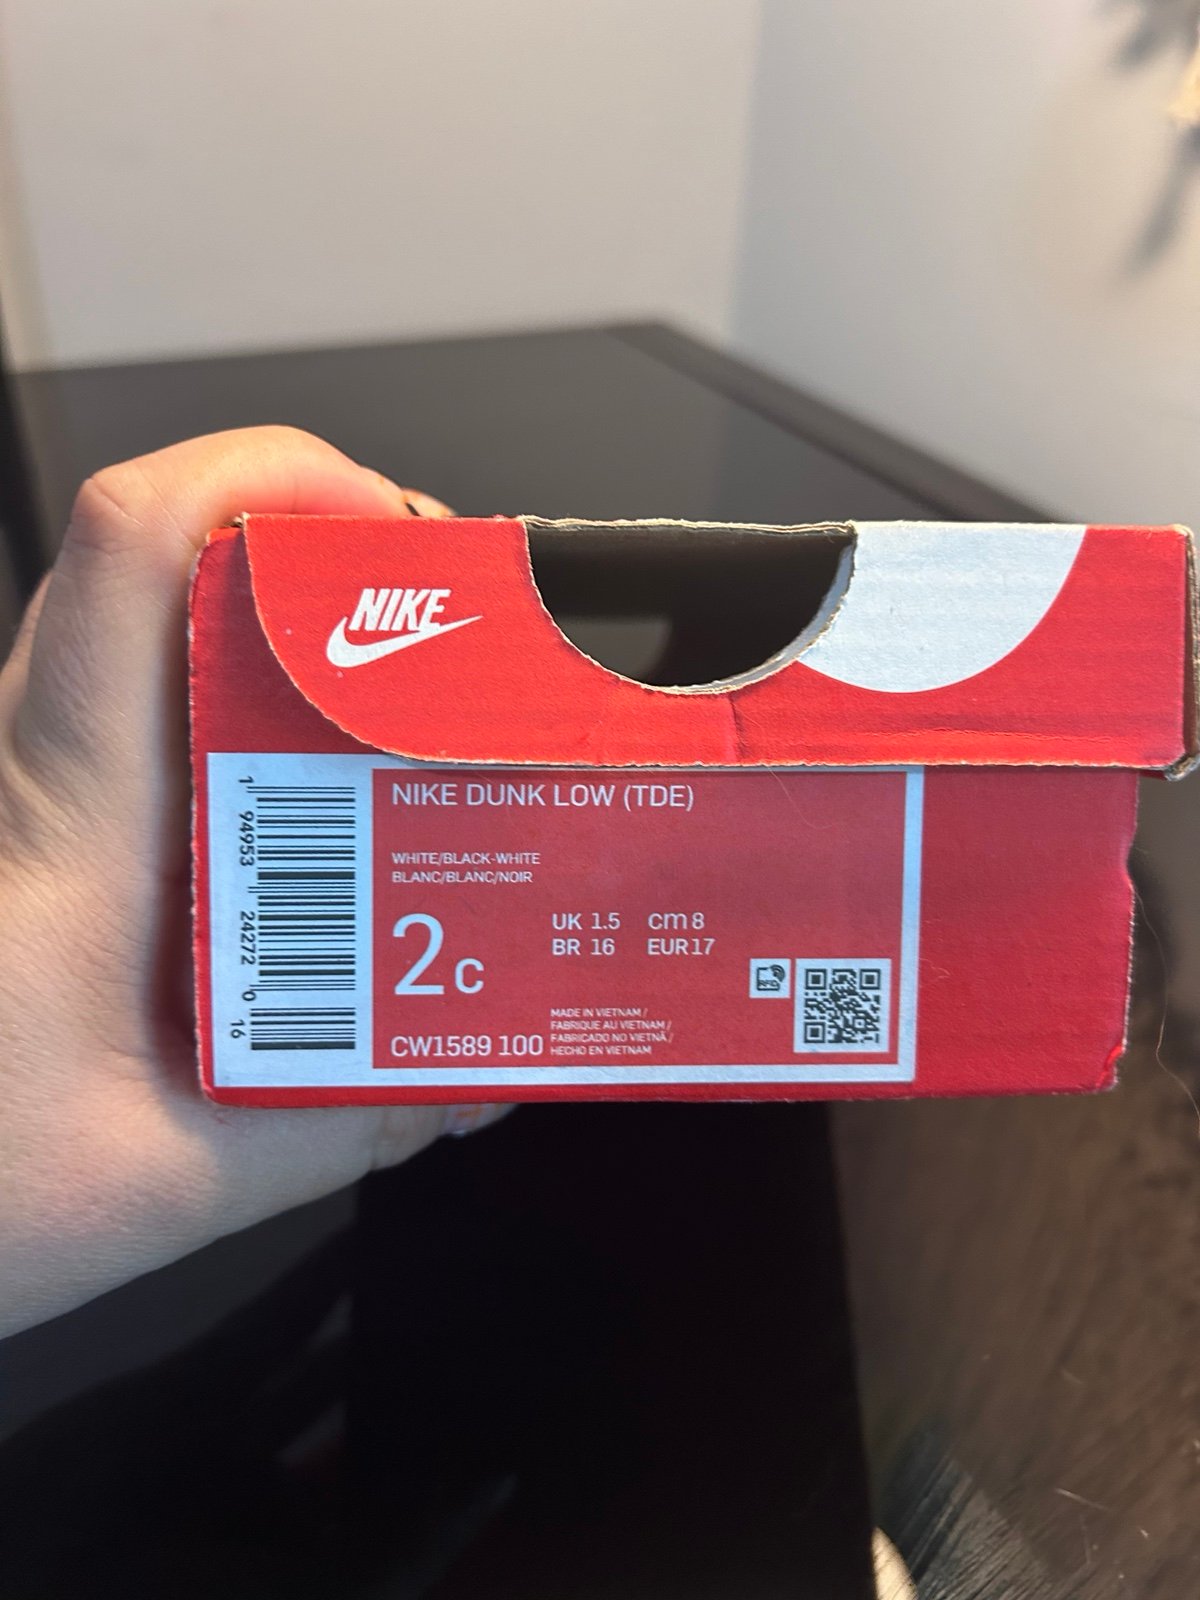 NIKE
NIKE DUNK LOW (TDE)
WHITE/BLACK-WHITE
BLANC/BLANC/NOIR
2C
UK 1.5 cm 8
BR 16 EUR 17
CW1589 100
MADE IN VIETNAM /
FABRIQUE AU VIETNAM /
FABRICADO NO VIETNÃ /
HECHO EN VIETNAM
RFID
1 94953 24272 0 16